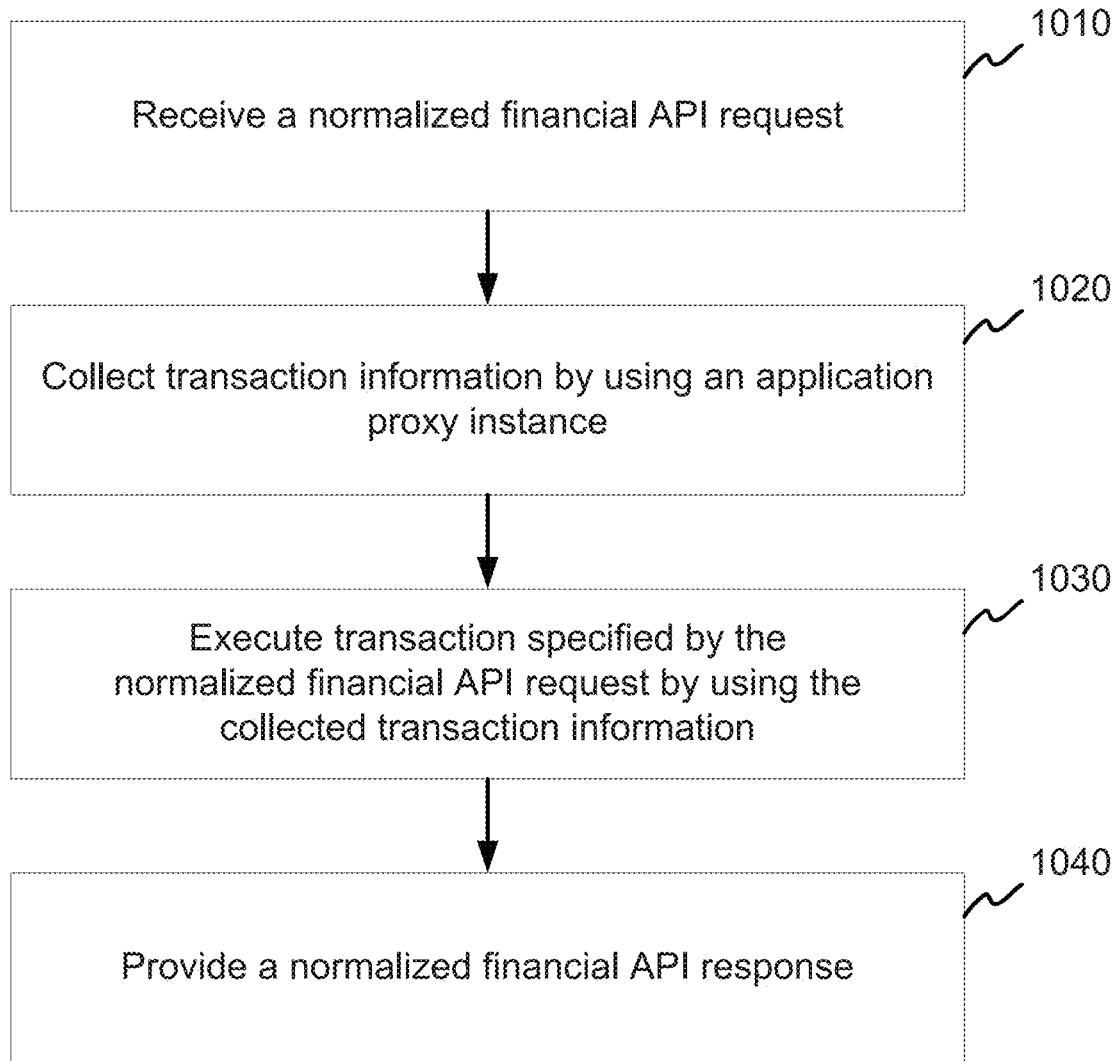 1010
Receive a normalized financial API request
1020
Collect transaction information by using an application
proxy instance
1030
Execute transaction specified by the
normalized financial API request by using the
collected transaction information
1040
Provide a normalized financial API response